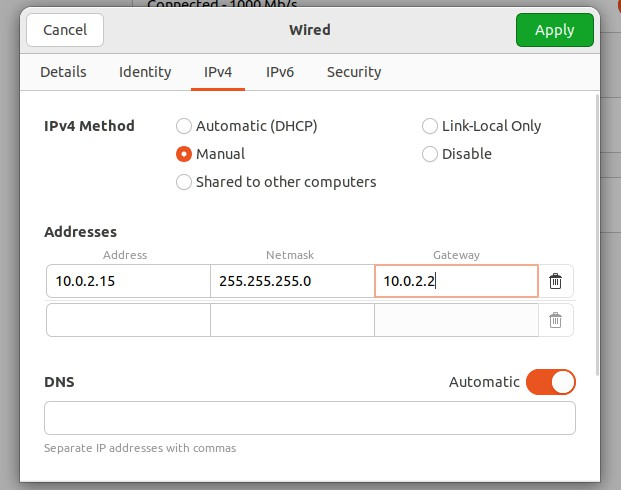 Connected - 1000 Mb/s
Cancel Wired Apply
Details Identity IPv4 IPv6 Security
IPv4 Method Automatic (DHCP) Link-Local Only
Manual Disable
Shared to other computers
Addresses
Address Netmask Gateway
10.0.2.15 255.255.255.0 10.0.2.2
DNS Automatic
Separate IP addresses with commas